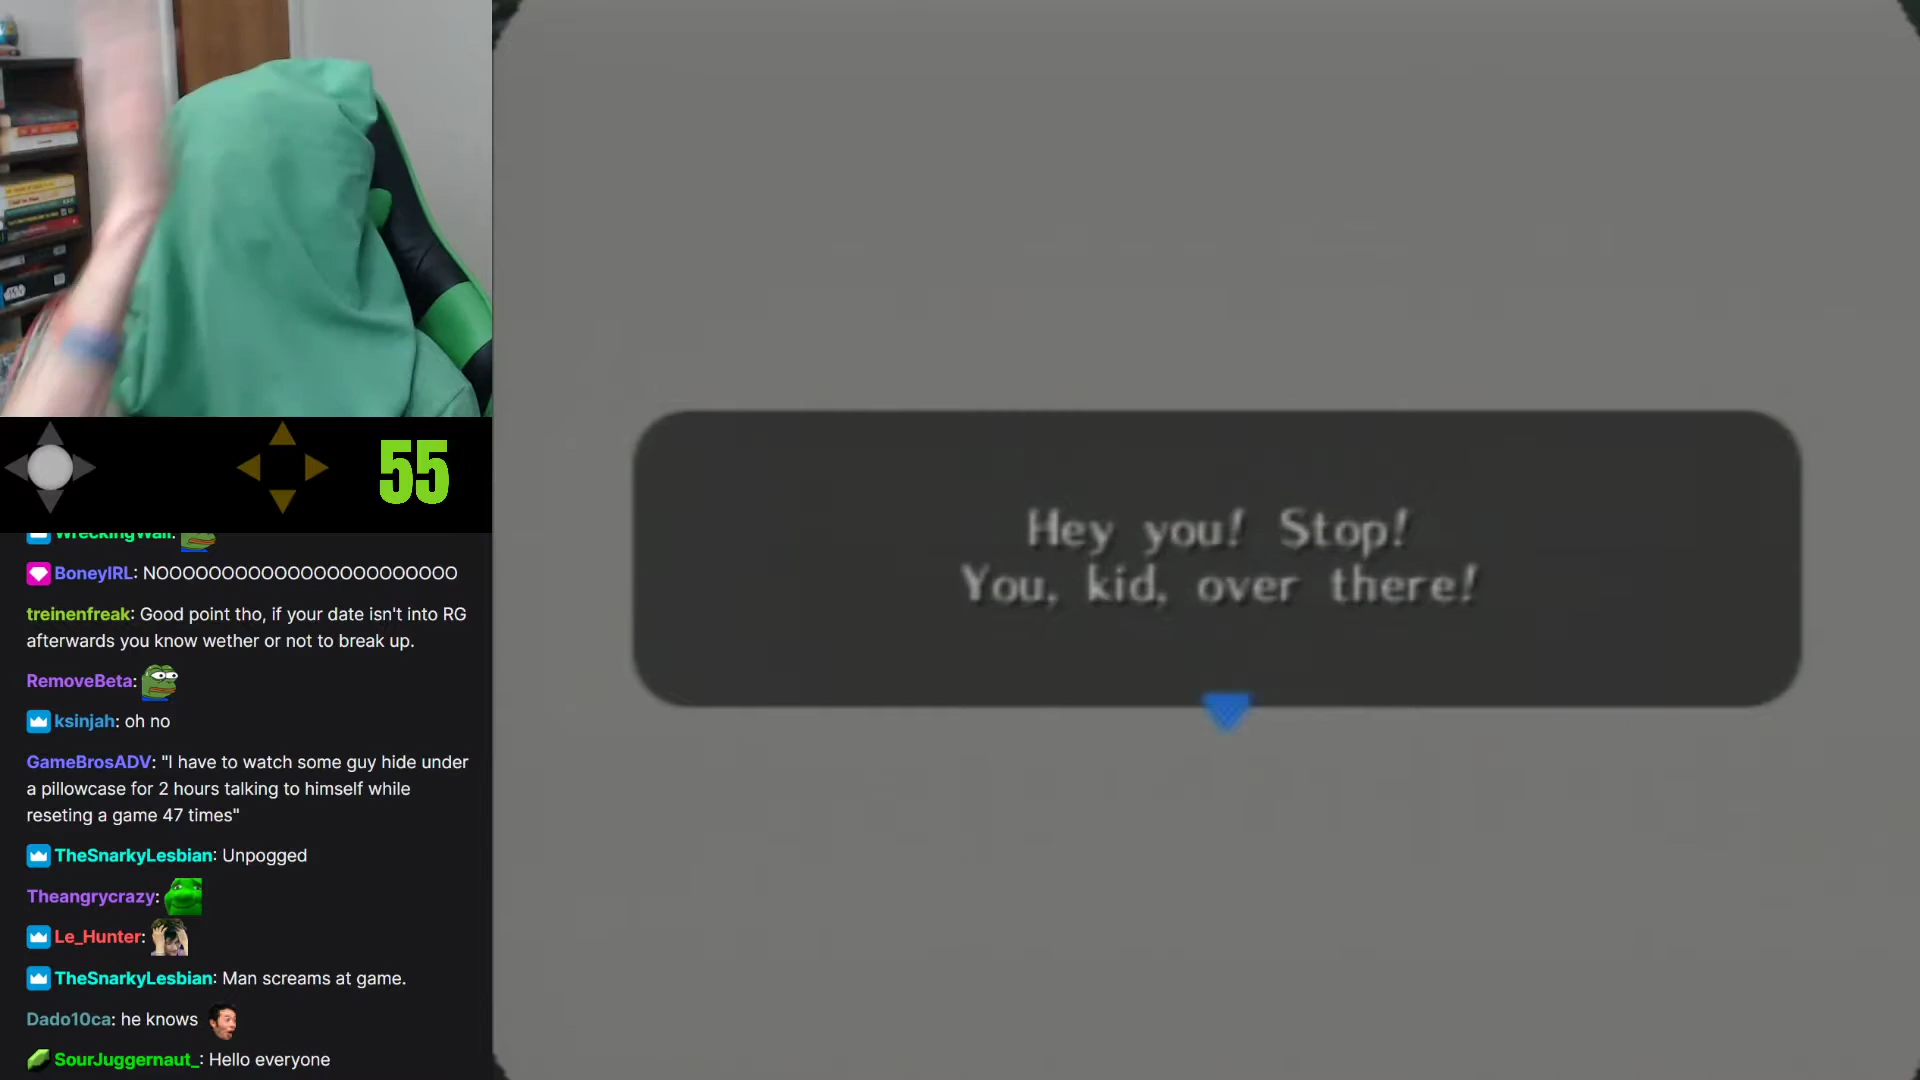 55
WreckingWall:
BoneyIRL: NOOOOOOOOOOOOOOOOOOOOOOO
treinenfreak: Good point tho, if your date isn't into RG
afterwards you know wether or not to break up.
RemoveBeta:
ksinjah: oh no
GameBrosADV: "I have to watch some guy hide under
a pillowcase for 2 hours talking to himself while
reseting a game 47 times"
TheSnarkyLesbian: Unpogged
Theangrycrazy:
Le_Hunter:
TheSnarkyLesbian: Man screams at game.
Dado10ca: he knows
SourJuggernaut_: Hello everyone
Hey you! Stop!
You, kid, over there!